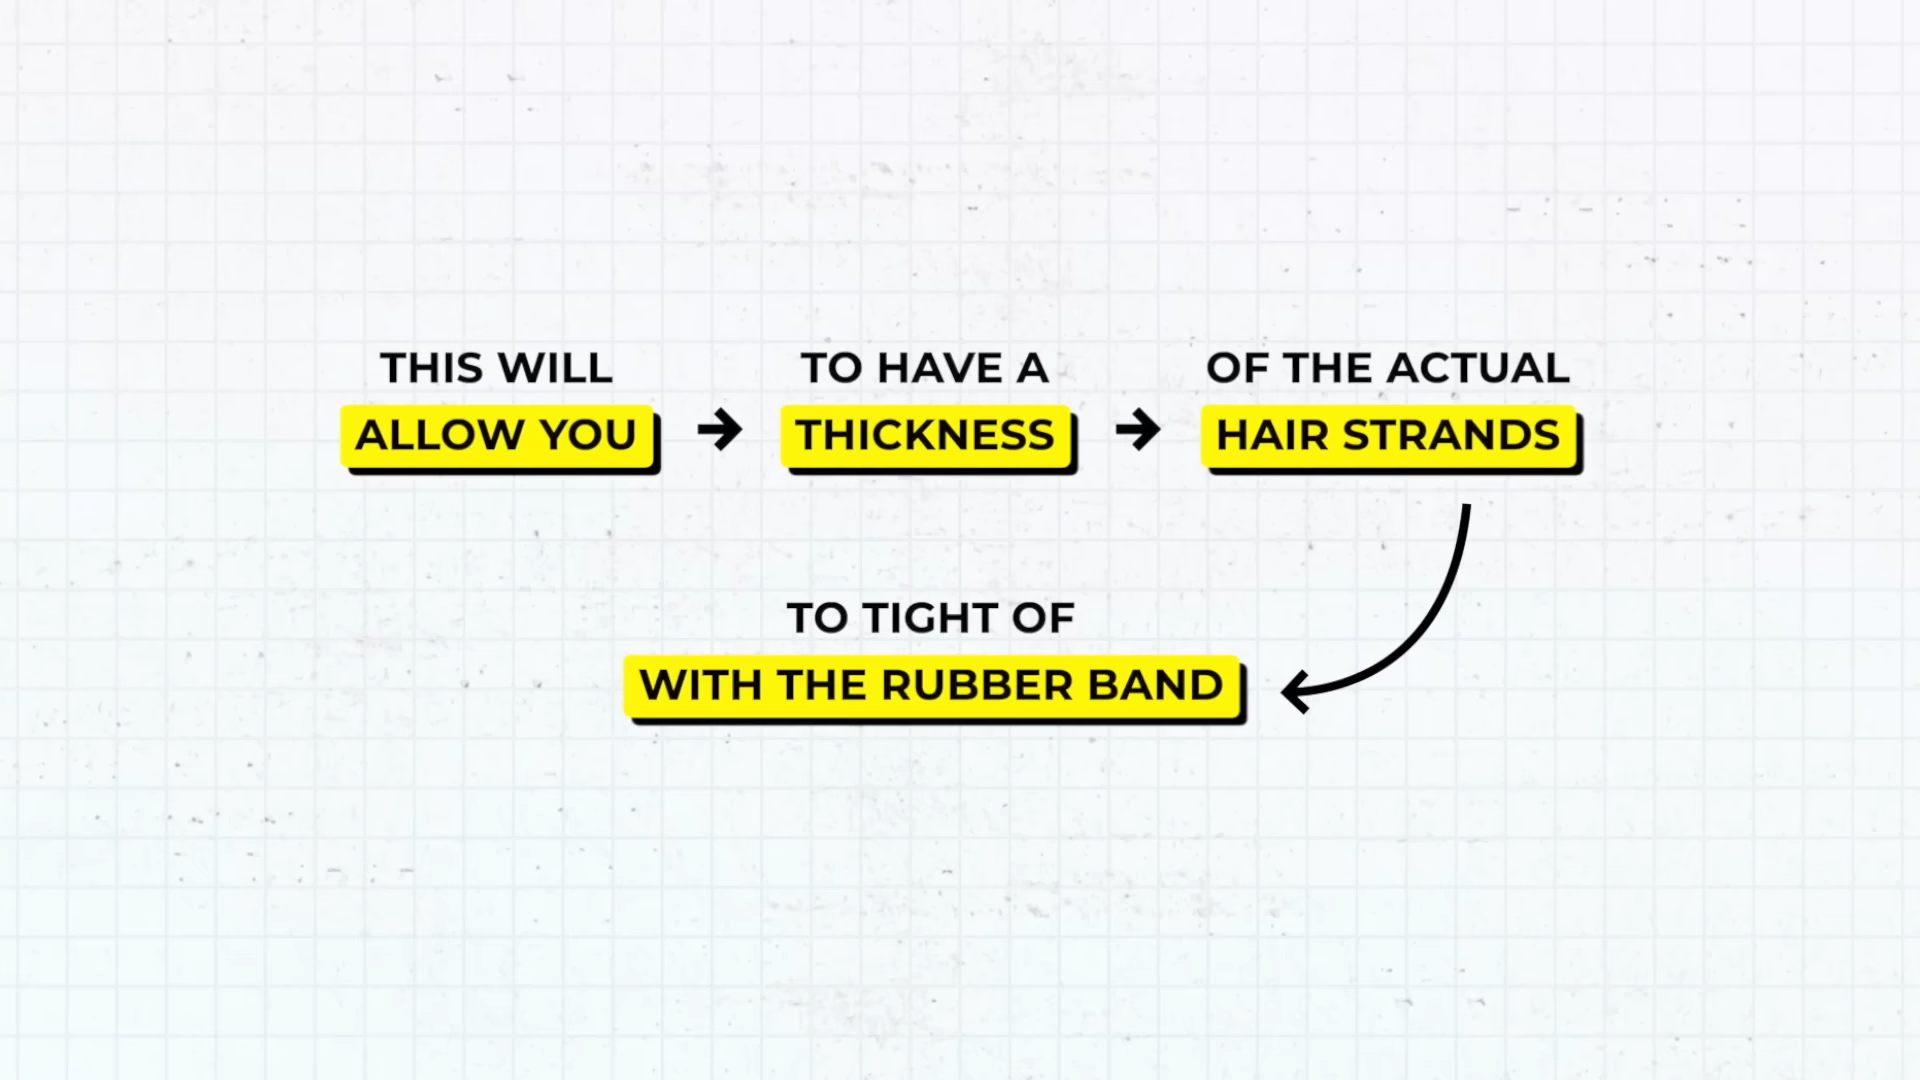 THIS WILL
ALLOW YOU
TO HAVE A
THICKNESS
OF THE ACTUAL
HAIR STRANDS
TO TIGHT OF
WITH THE RUBBER BAND